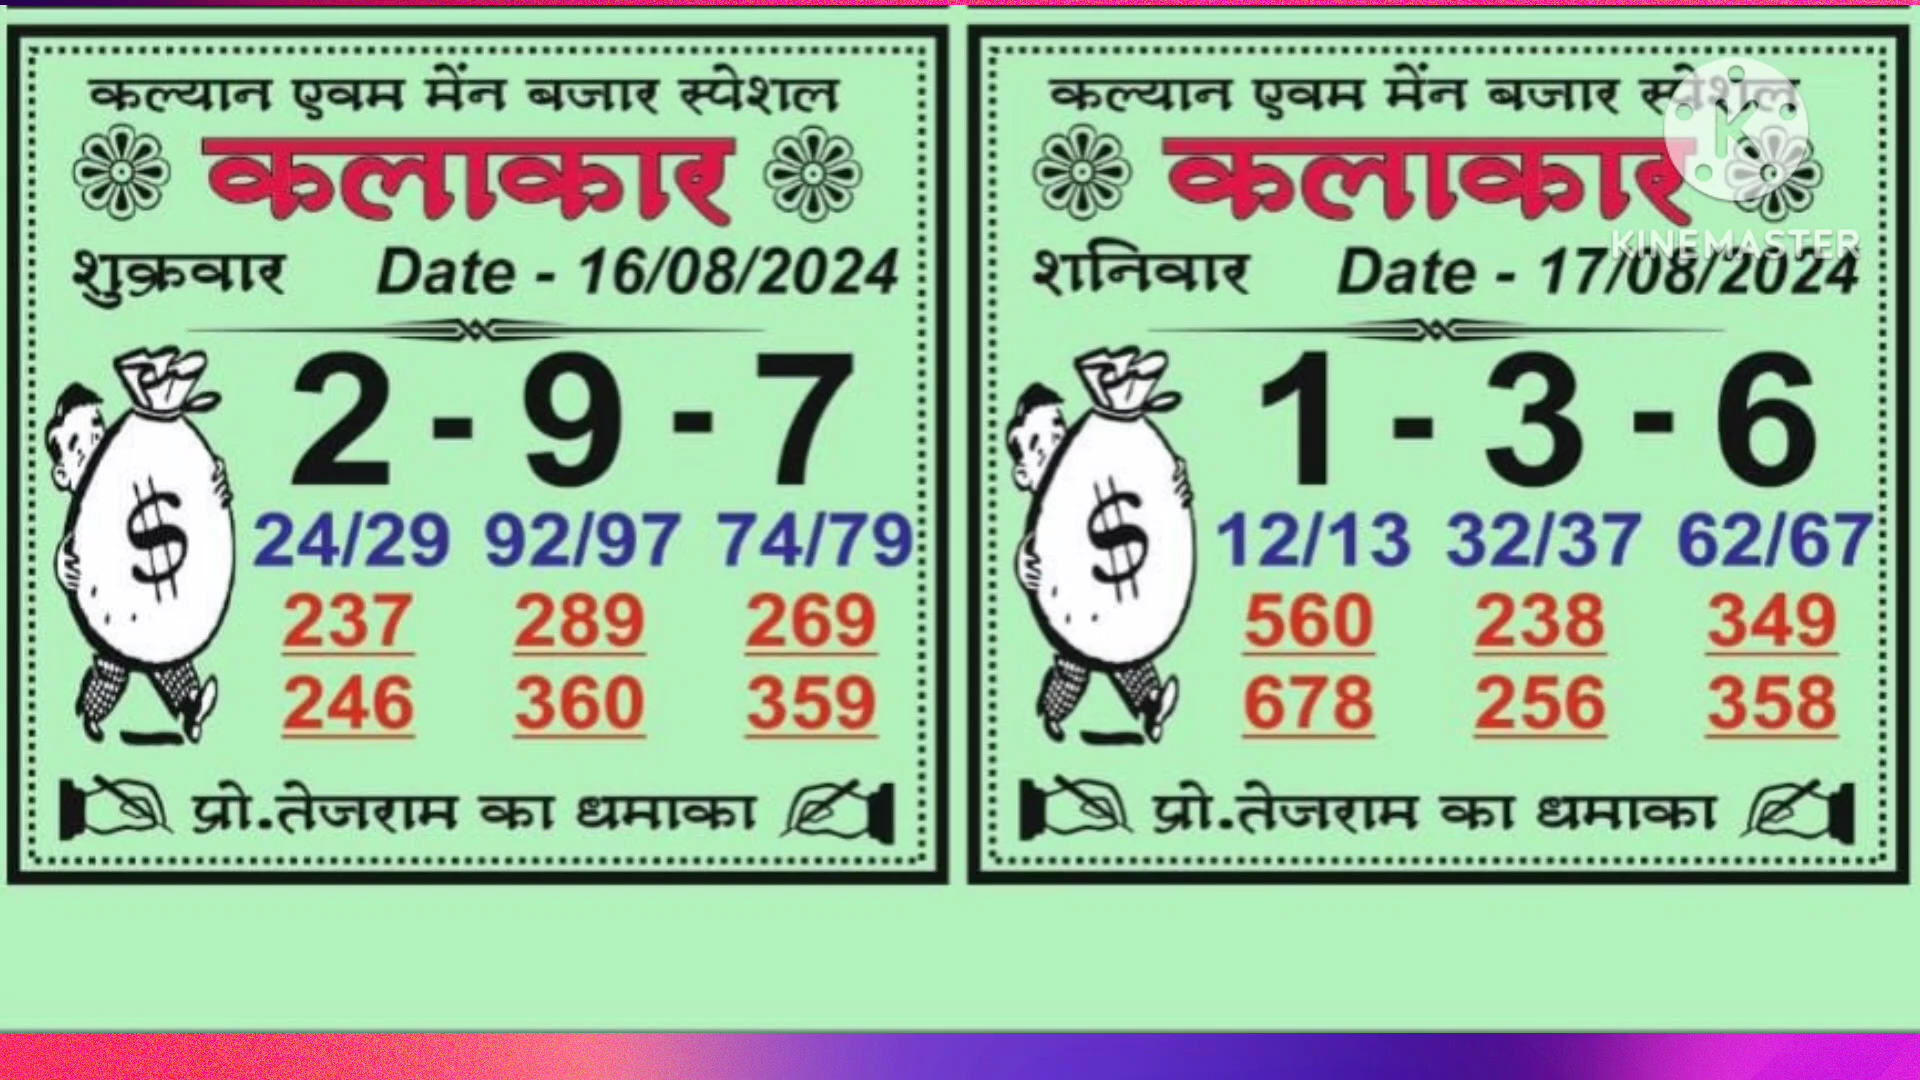 कल्यान एवम मेंन बजार स्पेशल
कलाकार
शुक्रवार Date - 16/08/2024
2 - 9 - 7
24/29 92/97 74/79
237 289 269
246 360 359
प्रो.तेजराम का धमाका
कल्यान एवम मेंन बजार स्पेशल
कलाकार
K
KINEMASTER
शनिवार Date - 17/08/2024
1 - 3 - 6
12/13 32/37 62/67
560 238 349
678 256 358
प्रो.तेजराम का धमाका
$
$